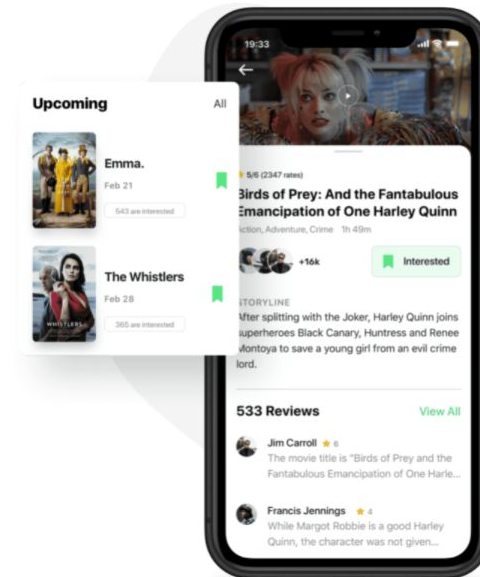 Upcoming
All
Emma.
Feb 21
543 are interested
The Whistlers
Feb 28
365 are interested
WHISTLERS
19:33
5/6 (2347 rates)
Birds of Prey: And the Fantabulous
Emancipation of One Harley Quinn
Action, Adventure, Crime 1h 49m
+16k
Interested
STORYLINE
After splitting with the Joker, Harley Quinn joins
superheroes Black Canary, Huntress and Renee
Montoya to save a young girl from an evil crime
lord.
533 Reviews
View All
Jim Carroll 6
The movie title is "Birds of Prey and the
Fantabulous Emancipation of One Harle...
Francis Jennings 4
While Margot Robbie is a good Harley
Quinn, the character was not given...